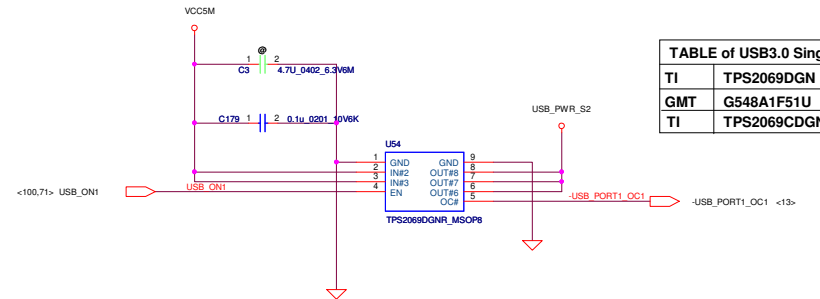 VCC5M
@
1 2
C3 4.7U_0402_6.3V6M
C179 1 2 0.1u_0201_10V6K
TABLE of USB3.0 Sing
TI TPS2069DGN
GMT G548A1F51U
TI TPS2069CDGN
USB_PWR_S2
U54
1 GND GND 9
2 IN#2 OUT#8 8
3 IN#3 OUT#7 7
4 EN OUT#6 6
OC# 5
TPS2069DGNR_MSOP8
<100,71> USB_ON1
USB_ON1
-USB_PORT1_OC1
-USB_PORT1_OC1 <13>